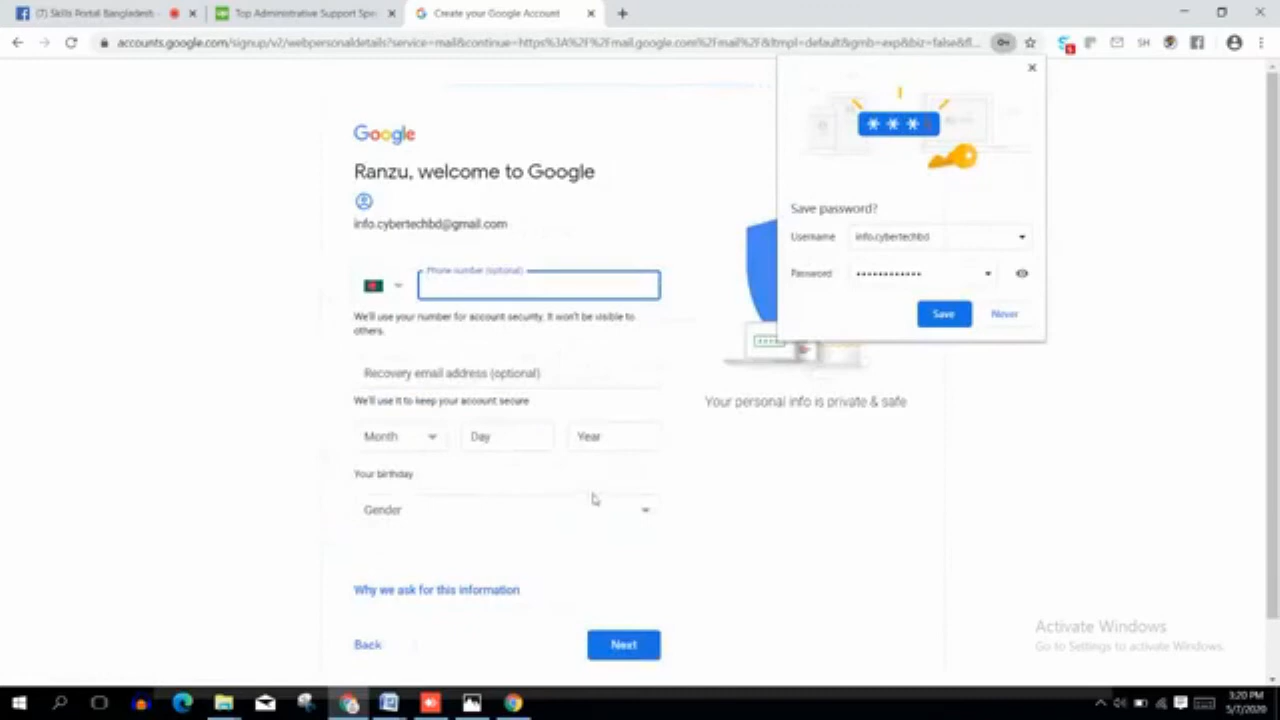 (7) Skills Portal Bangladesh
Top Administrative Support Spe
Create your Google Account
accounts.google.com/signup/v2/webpersonaldetails?service=mail&continue=https%3A%2F%2Fmail.google.com%2Fmail%2F&ltmpl=default&gmb=exp&biz=false&fl...
SH
Google
Ranzu, welcome to Google
info.cybertechbd@gmail.com
Phone number (optional)
We'll use your number for account security. It won't be visible to
others.
Recovery email address (optional)
We'll use it to keep your account secure
Month
Day
Year
Your birthday
Gender
Why we ask for this information
Back
Next
Save password?
Username
info.cybertechbd
Password
Save
Never
Your personal info is private & safe
Activate Windows
Go to Settings to activate Windows.
3:20 PM
5/7/2020